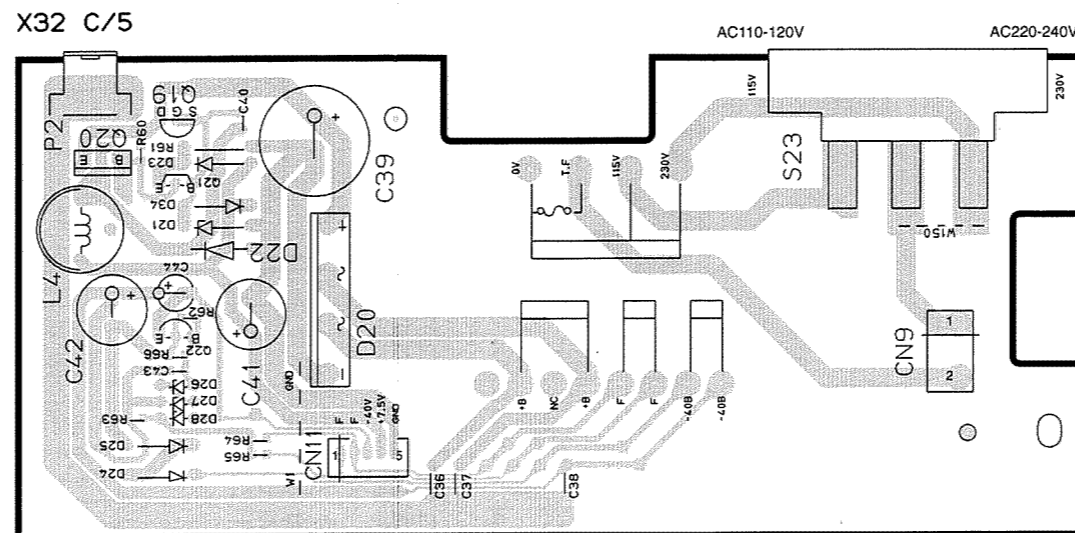 X32 C/5
AC110-120V
AC220-240V
115V
230V
P2
Q20
E B
R60
Q19
S G D
C40
R61
D23
B- -E
Q21
D34
D21
D22
C39
L4
C44
R62
B- -E
Q22
R66
C43
C42
C41
D26
D27
D28
R63
D25
D24
R64
R65
W1
GND
D20
+
~
~
-
F
F
-40V
+7.5V
GND
CN11
1
5
C36
C37
C38
0V
T.F
115V
230V
+B
NC
+B
F
F
-40B
-40B
S23
W150
CN9
1
2